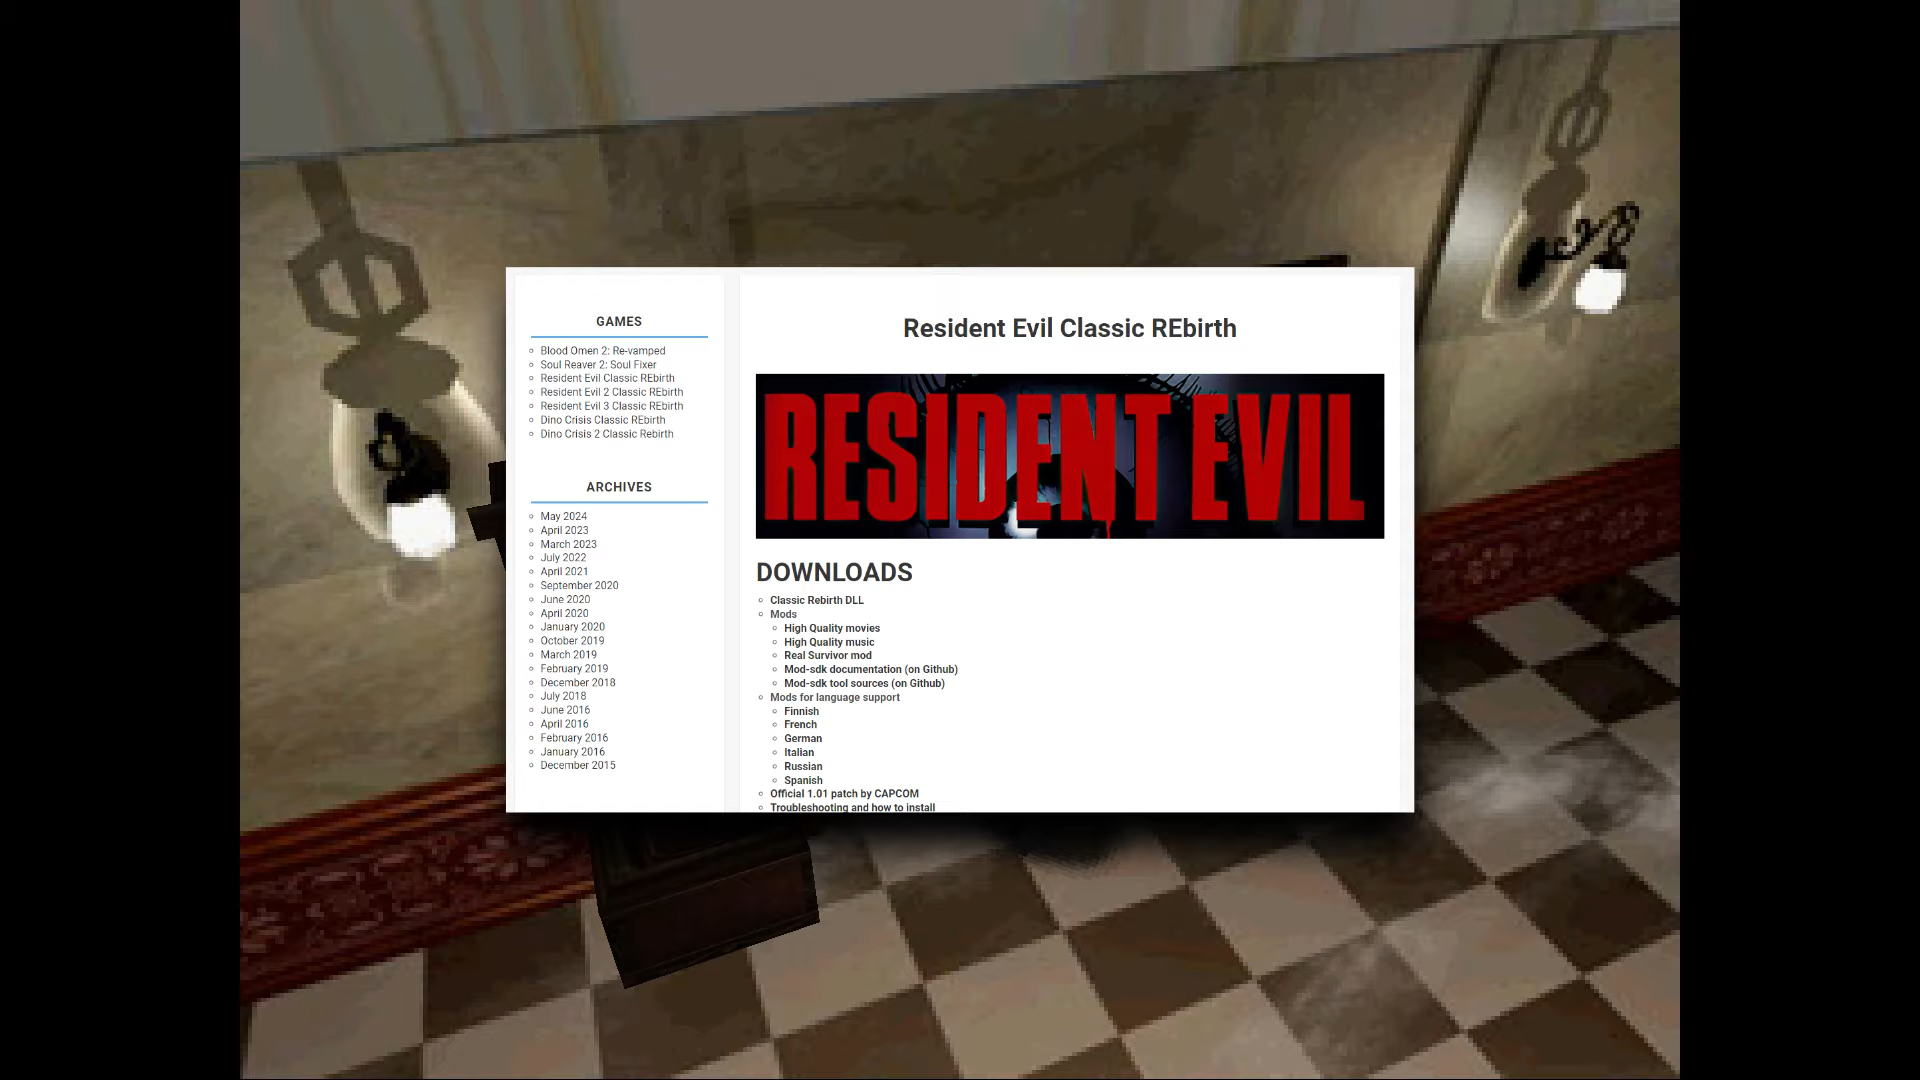 GAMES
Blood Omen 2: Re-vamped
Soul Reaver 2: Soul Fixer
Resident Evil Classic REbirth
Resident Evil 2 Classic REbirth
Resident Evil 3 Classic REbirth
Dino Crisis Classic REbirth
Dino Crisis 2 Classic Rebirth
ARCHIVES
May 2024
April 2023
March 2023
July 2022
April 2021
September 2020
June 2020
April 2020
January 2020
October 2019
March 2019
February 2019
December 2018
July 2018
June 2016
April 2016
February 2016
January 2016
December 2015
Resident Evil Classic REbirth
RESIDENT EVIL
DOWNLOADS
Classic Rebirth DLL
Mods
High Quality movies
High Quality music
Real Survivor mod
Mod-sdk documentation (on Github)
Mod-sdk tool sources (on Github)
Mods for language support
Finnish
French
German
Italian
Russian
Spanish
Official 1.01 patch by CAPCOM
Troubleshooting and how to install